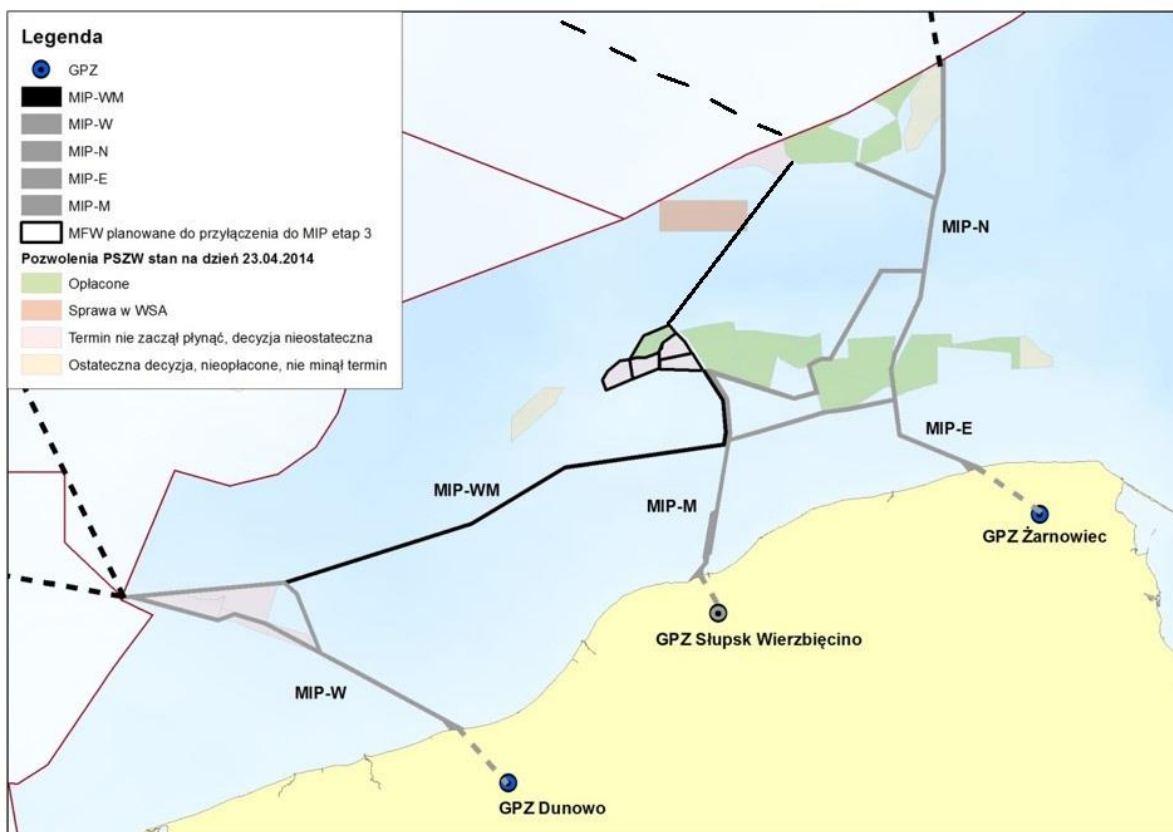 Legenda
GPZ
MIP-WM
MIP-W
MIP-N
MIP-E
MIP-M
MFW planowane do przyłączenia do MIP etap 3
Pozwolenia PSZW stan na dzień 23.04.2014
Opłacone
Sprawa w WSA
Termin nie zaczął płynąć, decyzja nieostateczna
Ostateczna decyzja, nieopłacone, nie minął termin
MIP-N
MIP-E
MIP-WM
MIP-M
GPZ Żarnowiec
GPZ Słupsk Wierzbięcino
MIP-W
GPZ Dunowo